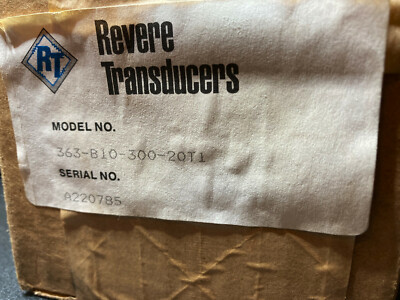 RT
Revere
Transducers
MODEL NO.
363-B10-300-20T1
SERIAL NO.
A220785